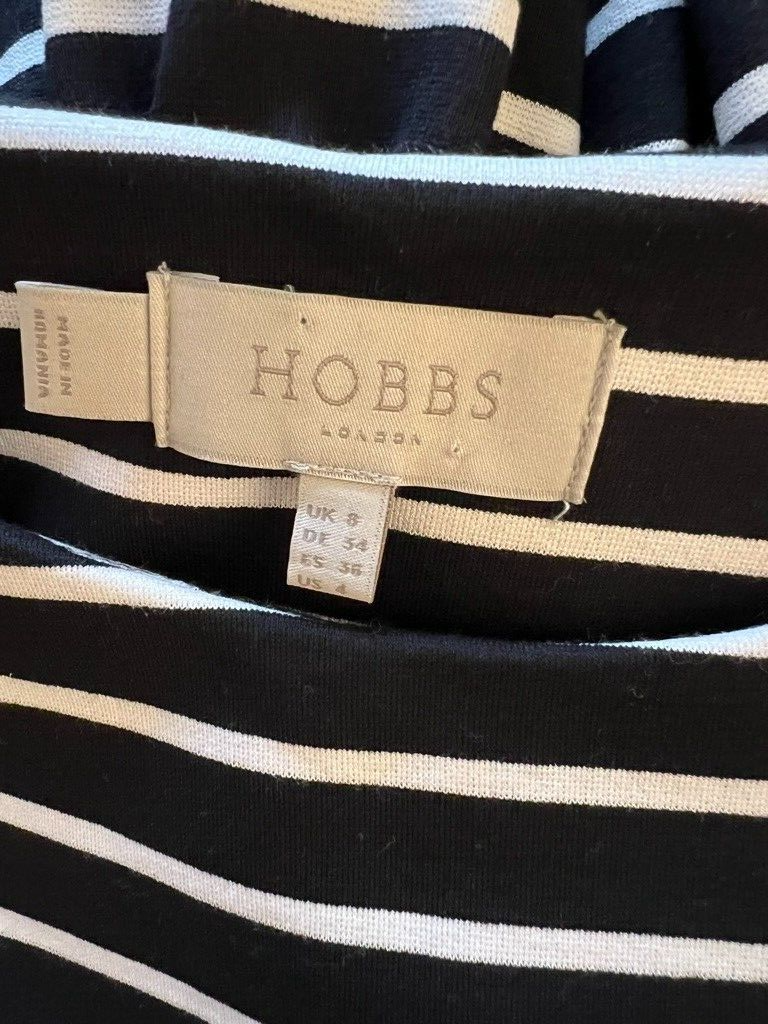 MADE IN
ROMANIA
HOBBS
LONDON
UK 8
DE 34
ES 36
US 4